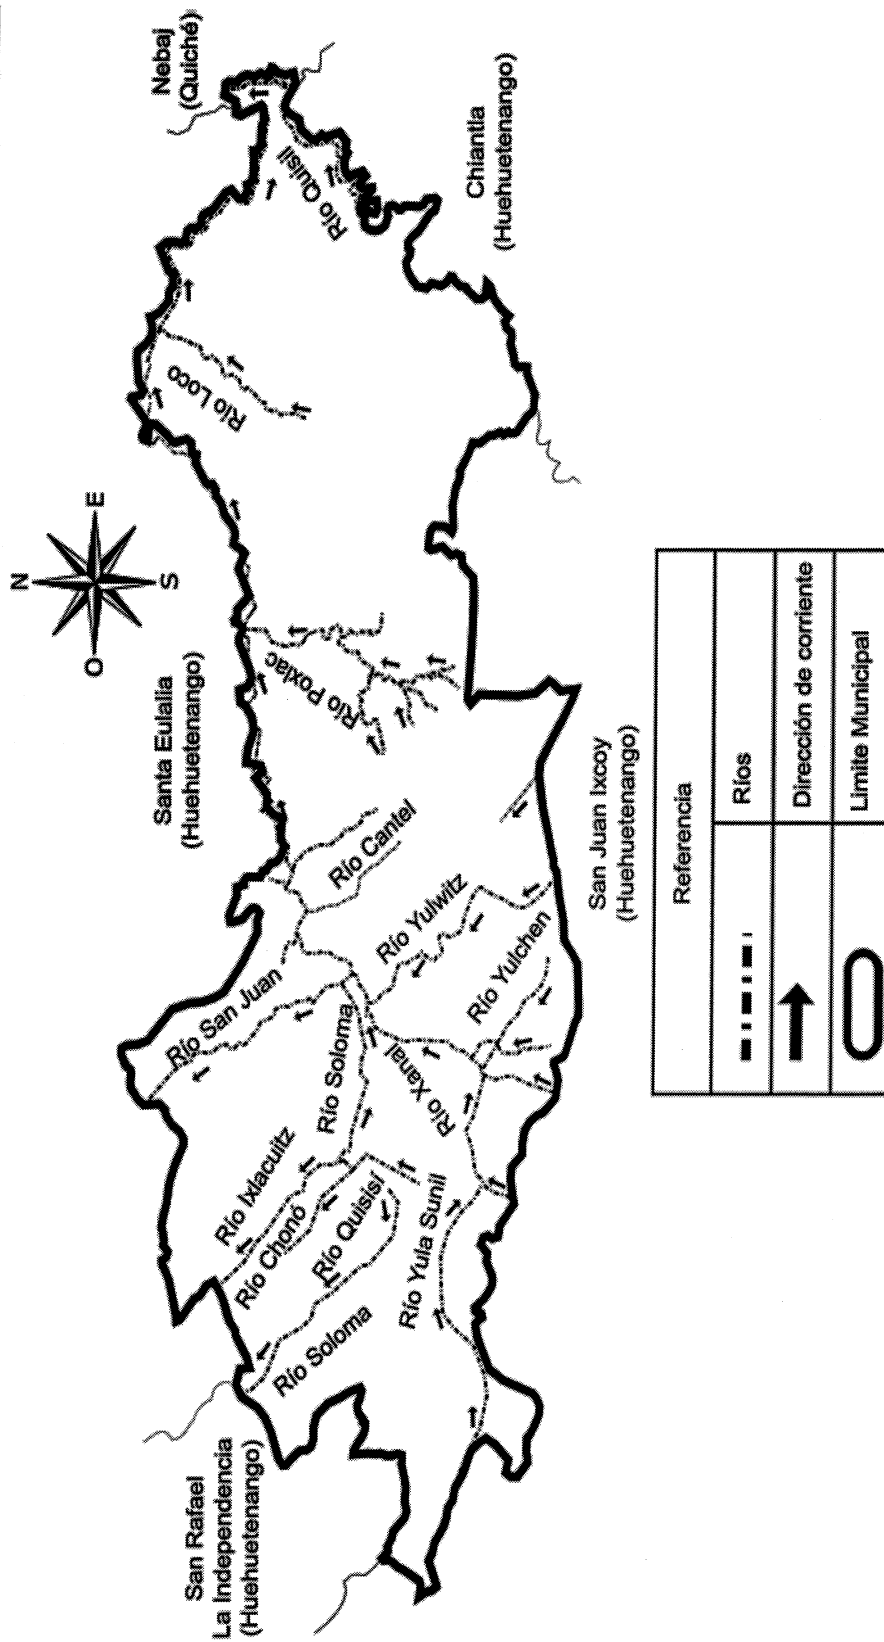 N
E
S
O
San Rafael
La Independencia
(Huehuetenango)
Santa Eulalia
(Huehuetenango)
Nebaj
(Quiché)
Chiantla
(Huehuetenango)
San Juan Ixcoy
(Huehuetenango)
Río Soloma
Río Quisisí
Río Chonó
Río Ixlacuitz
Río Yula Sunil
Río Soloma
Río San Juan
Río Xanal
Río Yulchen
Río Yulwitz
Río Cantel
Río Poxlac
Río Loco
Río Quisil
Referencia
Ríos
Dirección de corriente
Limite Municipal